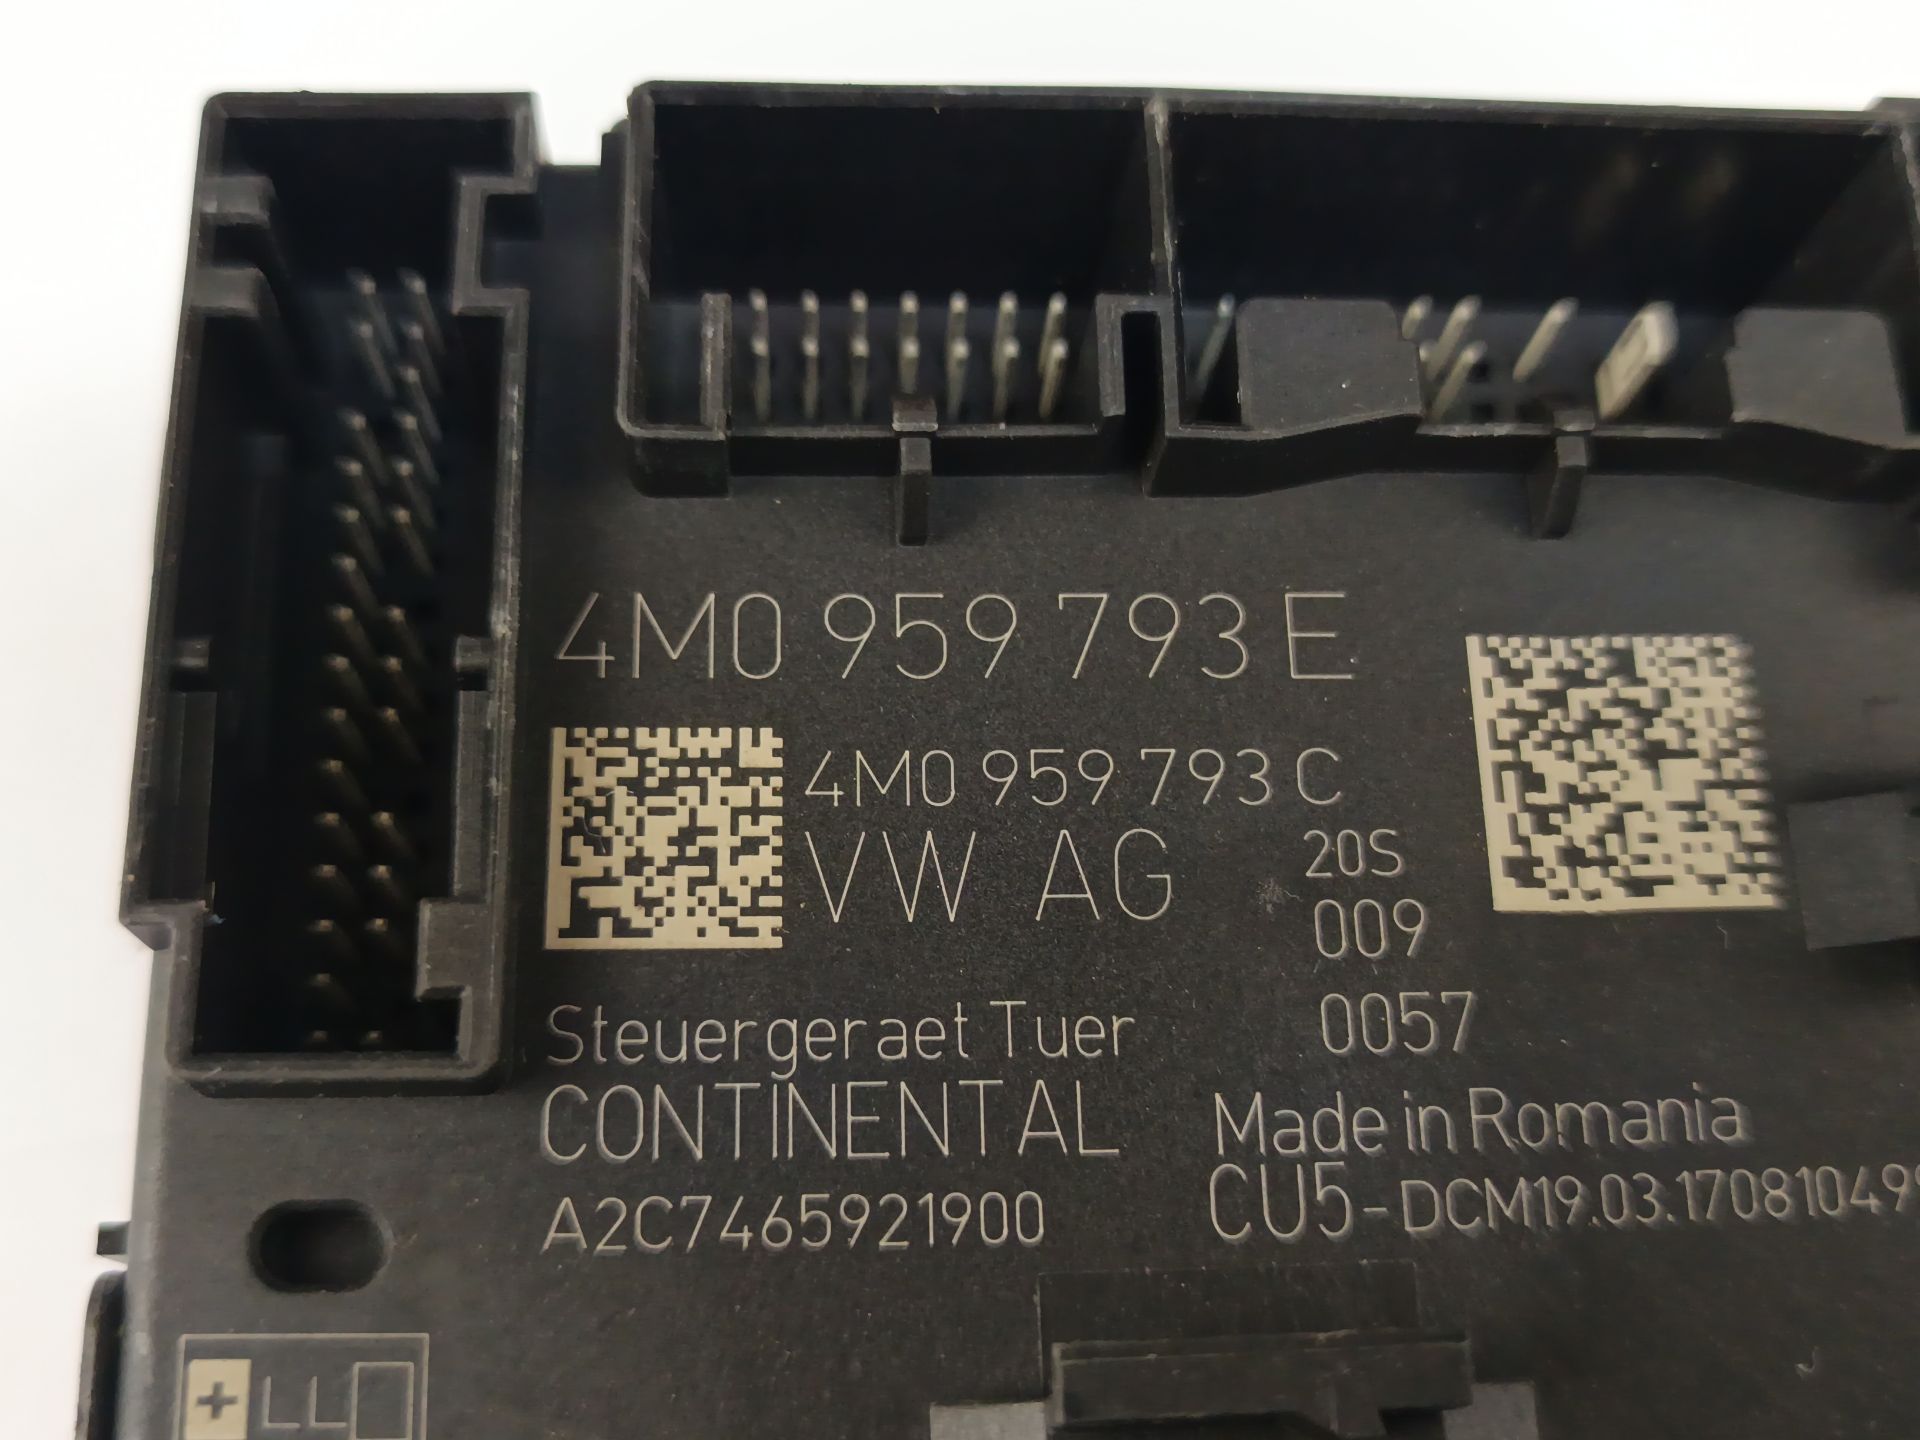 4M0 959 793 E
4M0 959 793 C
VW AG
20S
009
0057
Steuergeraet Tuer
CONTINENTAL
Made in Romania
A2C7465921900
CU5-DCM19.03.170810499
+